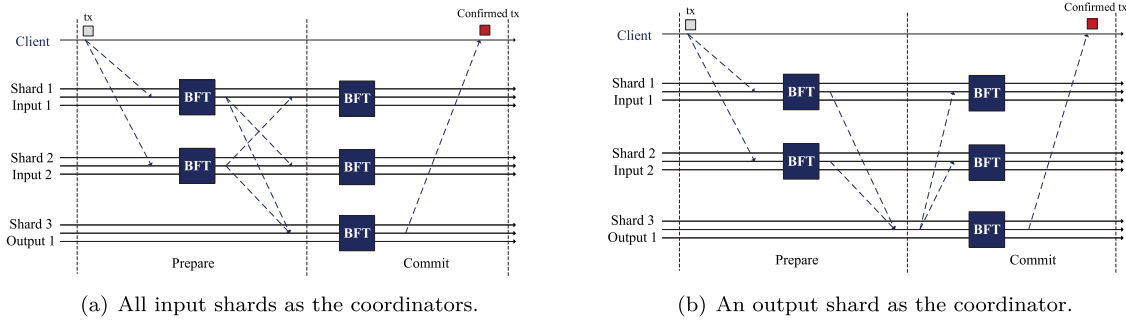 tx
Confirmed tx
Client
Shard 1
Input 1
BFT
BFT
Shard 2
Input 2
BFT
BFT
Shard 3
Output 1
BFT
Prepare
Commit
(a) All input shards as the coordinators.
tx
Confirmed tx
Client
Shard 1
Input 1
BFT
BFT
Shard 2
Input 2
BFT
BFT
Shard 3
Output 1
BFT
Prepare
Commit
(b) An output shard as the coordinator.